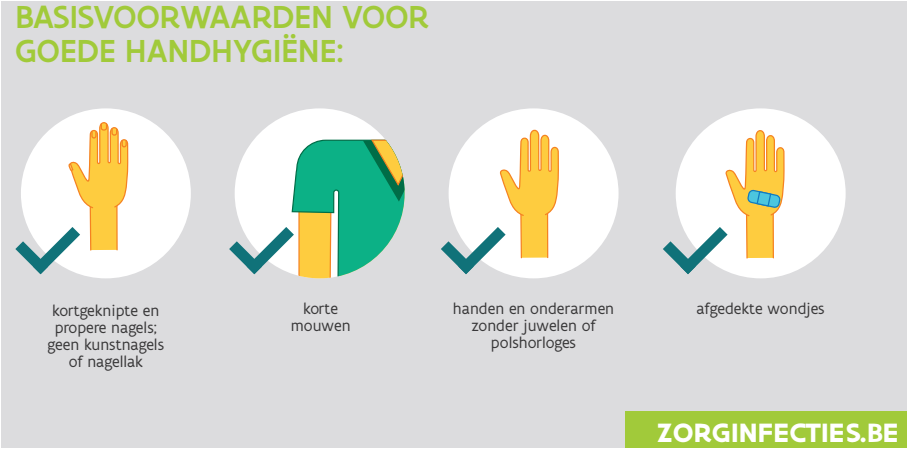 BASISVOORWAARDEN VOOR
GOEDE HANDHYGIËNE:
kortgeknipte en
propere nagels;
geen kunstnagels
of nagellak
korte
mouwen
handen en onderarmen
zonder juwelen of
polshorloges
afgedekte wondjes
ZORGINFECTIES.BE